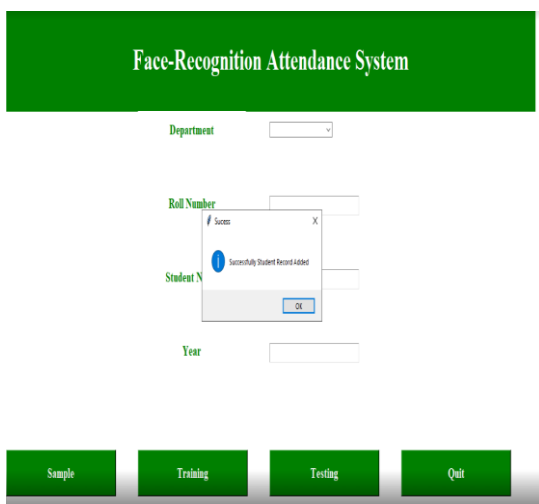 Face-Recognition Attendance System
Department
Roll Number
Sucess
X
Successfully Student Record Added
Student N
OK
Year
Sample Training Testing Quit